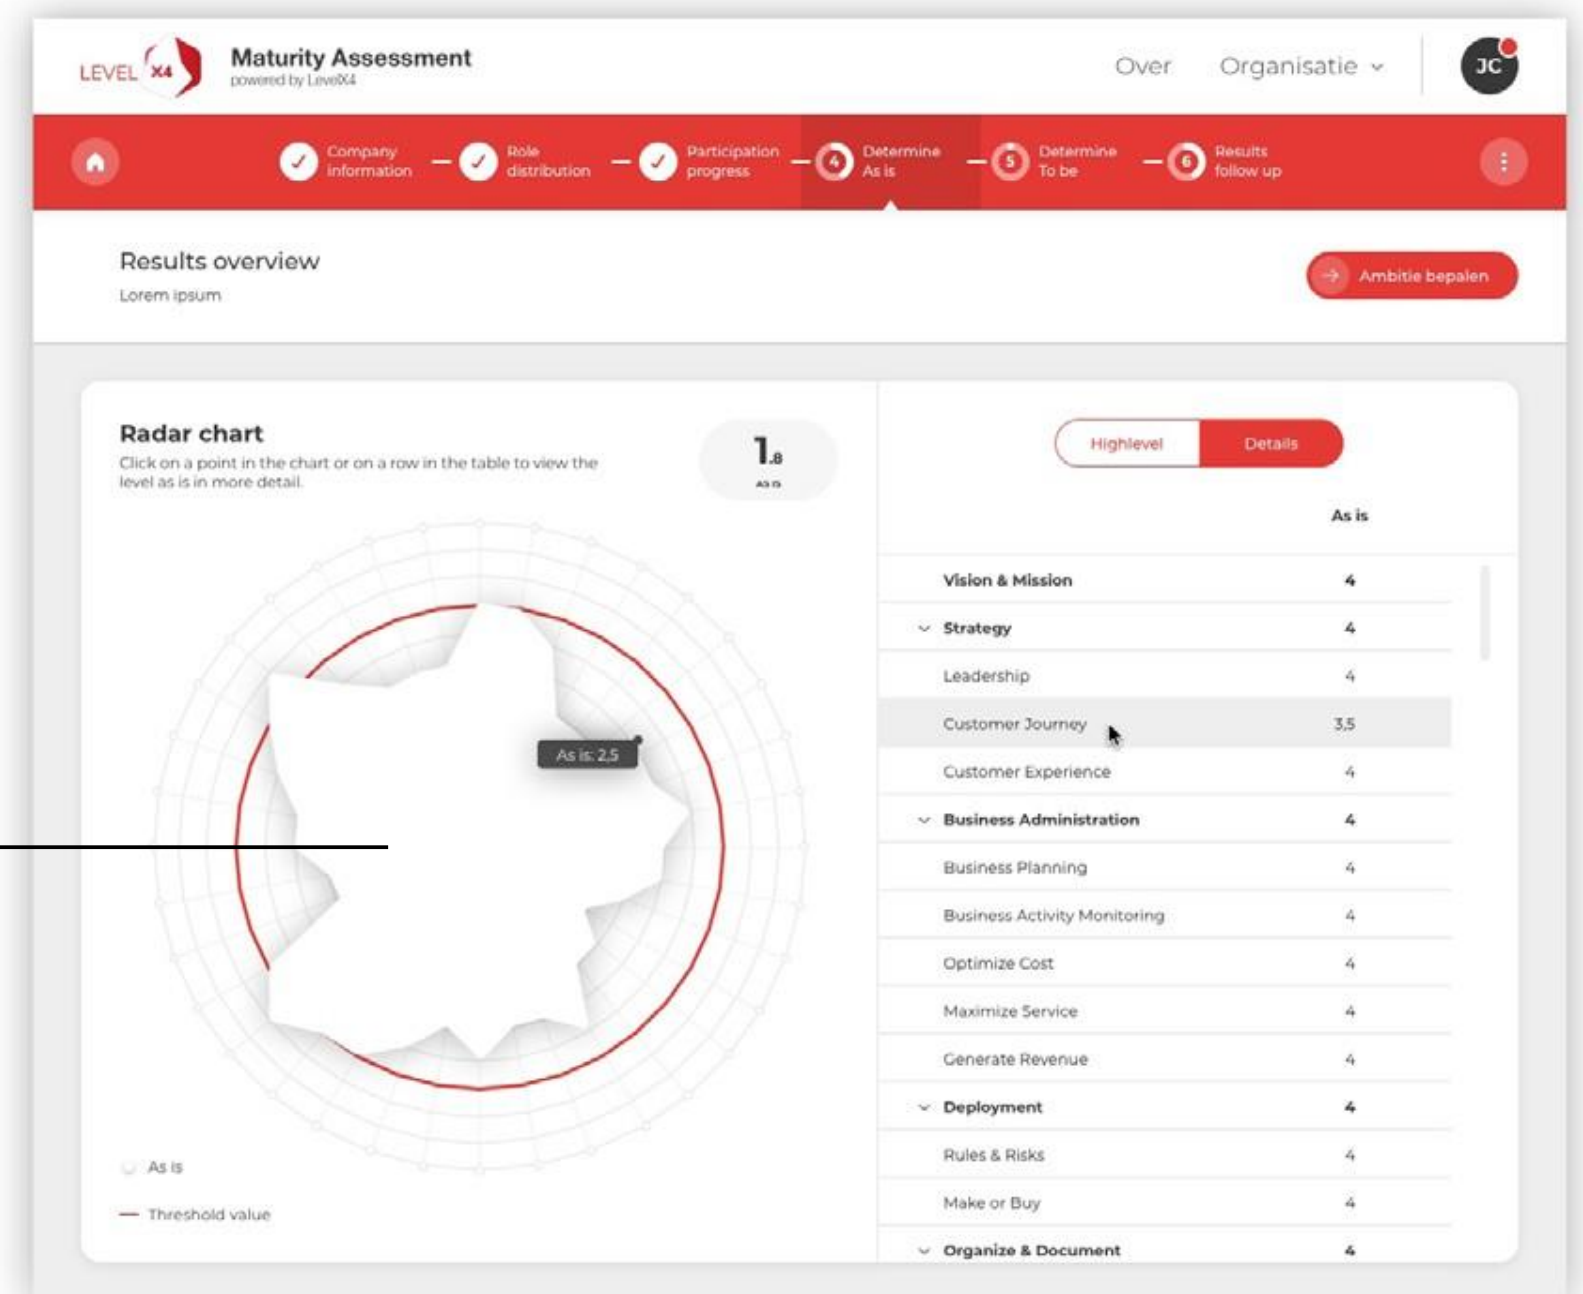 LEVEL X4
Maturity Assessment
powered by LevelX4
Over
Organisatie
JC
Company
information
Role
distribution
Participation
progress
4
Determine
As is
5
Determine
To be
6
Results
follow up
Results overview
Lorem ipsum
Ambitie bepalen
Radar chart
Click on a point in the chart or on a row in the table to view the
level as is in more detail.
1.8
AS IS
As is: 2,5
As is
Threshold value
Highlevel
Details
As is
Vision & Mission 4
Strategy 4
Leadership 4
Customer Journey 3,5
Customer Experience 4
Business Administration 4
Business Planning 4
Business Activity Monitoring 4
Optimize Cost 4
Maximize Service 4
Generate Revenue 4
Deployment 4
Rules & Risks 4
Make or Buy 4
Organize & Document 4